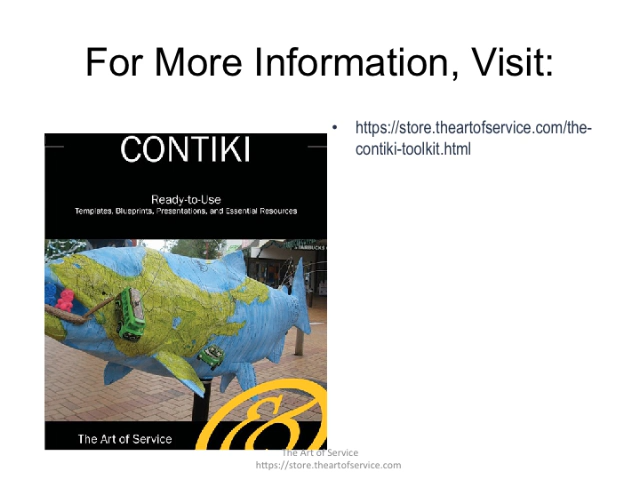 For More Information, Visit:
• https://store.theartofservice.com/the-
contiki-toolkit.html
CONTIKI
Ready-to-Use
Templates, Blueprints, Presentations, and Essential Resources
The Art of Service
The Art of Service
https://store.theartofservice.com